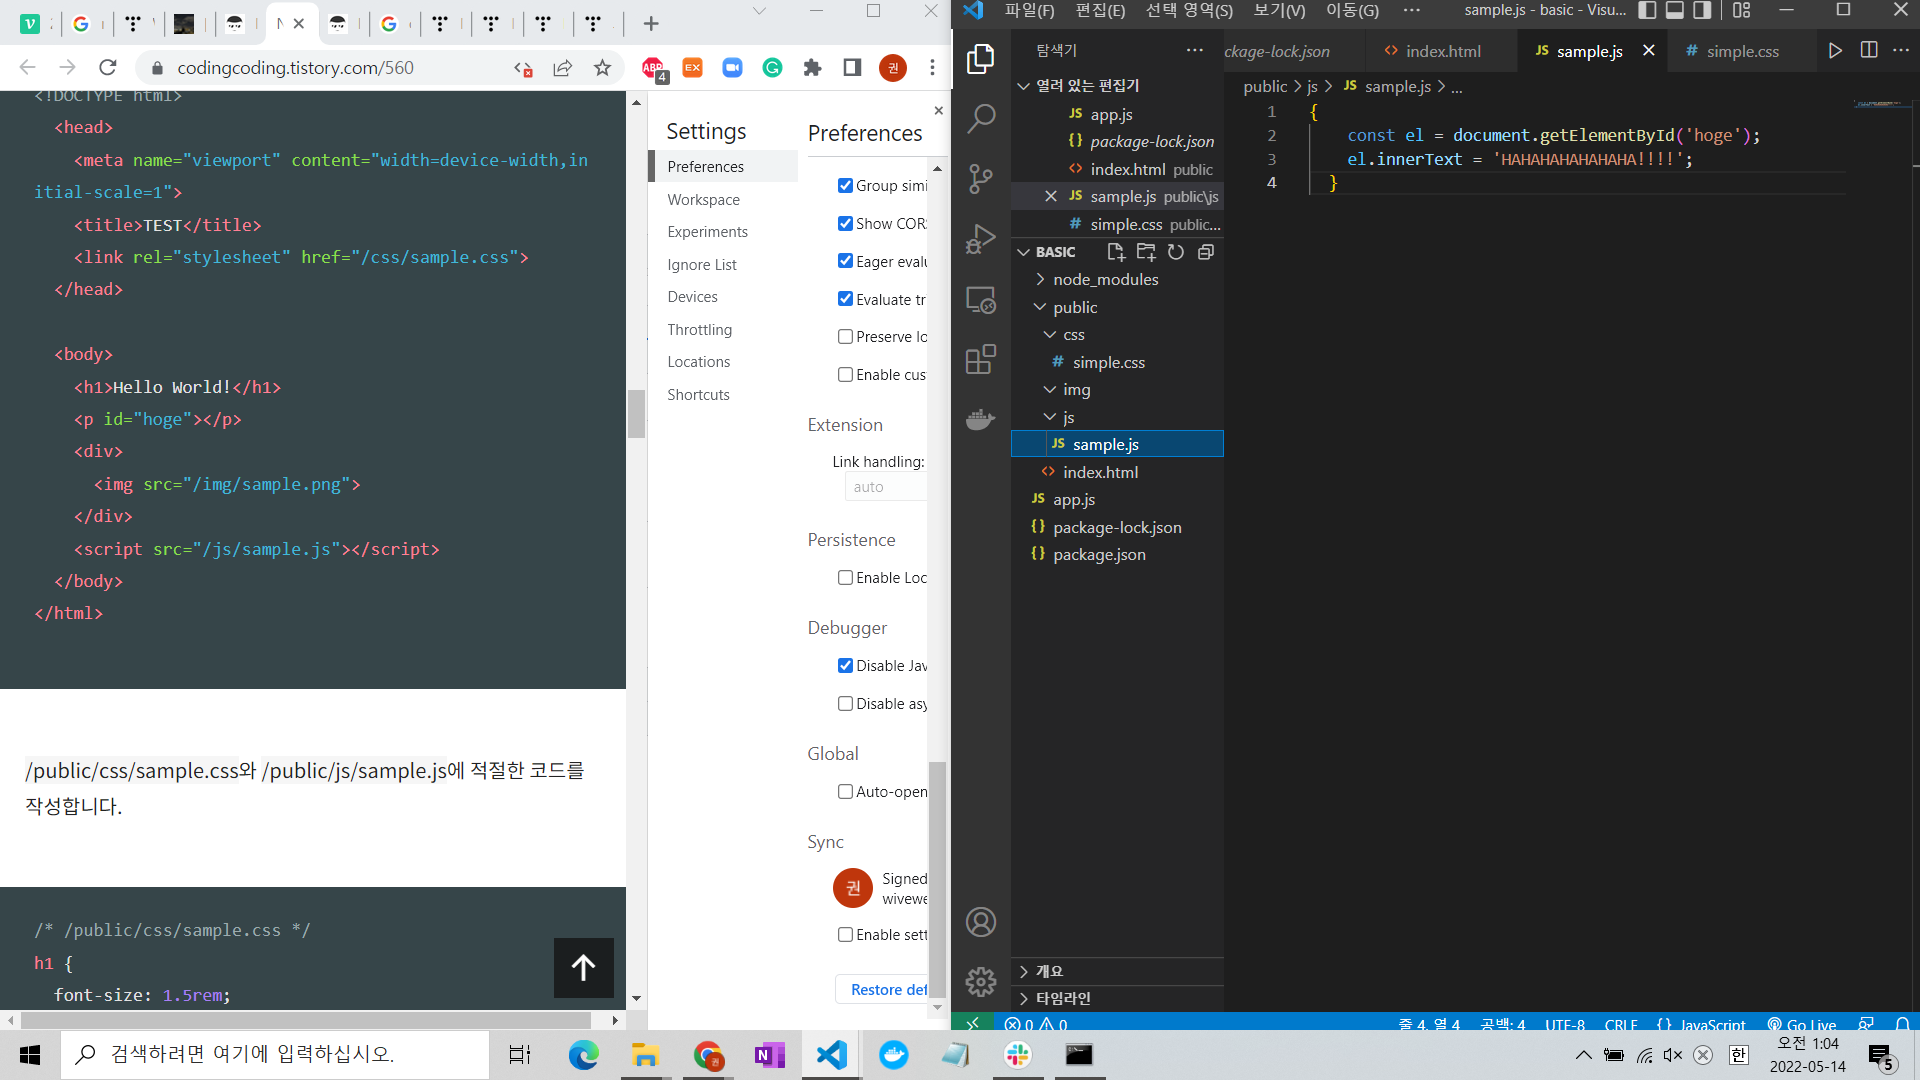 codingcoding.tistory.com/560
<!DOCTYPE html>
<head>
<meta name="viewport" content="width=device-width,in
itial-scale=1">
<title>TEST</title>
<link rel="stylesheet" href="/css/sample.css">
</head>
<body>
<h1>Hello World!</h1>
<p id="hoge"></p>
<div>
<img src="/img/sample.png">
</div>
<script src="/js/sample.js"></script>
</body>
</html>
/public/css/sample.css와 /public/js/sample.js에 적절한 코드를
작성합니다.
/* /public/css/sample.css */
h1 {
font-size: 1.5rem;
Settings
Preferences
Workspace
Experiments
Ignore List
Devices
Throttling
Locations
Shortcuts
Preferences
Group simi
Show COR
Eager evalu
Evaluate tr
Preserve lo
Enable cus
Extension
Link handling:
auto
Persistence
Enable Loc
Debugger
Disable Jav
Disable asy
Global
Auto-open
Sync
권
Signed
wivewe
Enable sett
Restore def
ABP
4
EX
권
파일(F) 편집(E) 선택 영역(S) 보기(V) 이동(G) ··· sample.js - basic - Visu...
탐색기 ···
ckage-lock.json
<> index.html
JS sample.js
# simple.css
열려 있는 편집기
JS app.js
{} package-lock.json
<> index.html public
JS sample.js public\js
# simple.css public...
BASIC
node_modules
public
css
# simple.css
img
js
JS sample.js
<> index.html
JS app.js
{} package-lock.json
{} package.json
개요
타임라인
public > js > JS sample.js > ...
1 {
2 const el = document.getElementById('hoge');
3 el.innerText = 'HAHAHAHAHAHAHA!!!!';
4 }
0 0 줄 4, 열 4 공백: 4 UTF-8 CRLF {} JavaScript Go Live
검색하려면 여기에 입력하십시오.
한
오전 1:04
2022-05-14
5